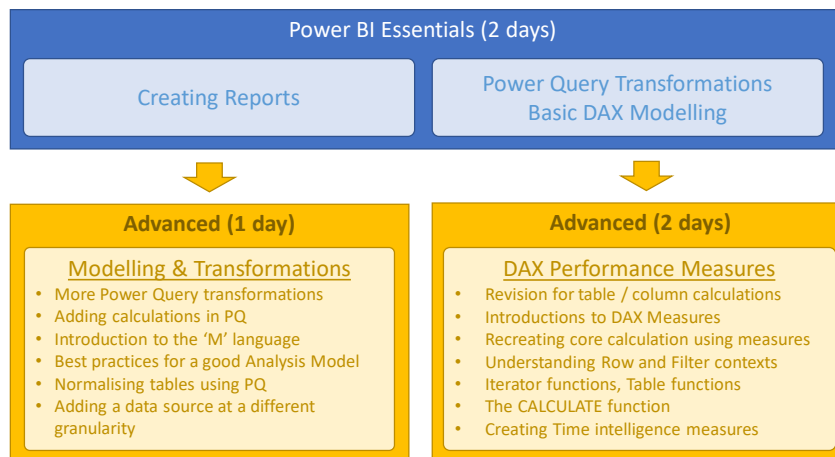 Power BI Essentials (2 days)
Creating Reports
Power Query Transformations
Basic DAX Modelling
Advanced (1 day)
Modelling & Transformations
• More Power Query transformations
• Adding calculations in PQ
• Introduction to the ‘M’ language
• Best practices for a good Analysis Model
• Normalising tables using PQ
• Adding a data source at a different
granularity
Advanced (2 days)
DAX Performance Measures
• Revision for table / column calculations
• Introductions to DAX Measures
• Recreating core calculation using measures
• Understanding Row and Filter contexts
• Iterator functions, Table functions
• The CALCULATE function
• Creating Time intelligence measures